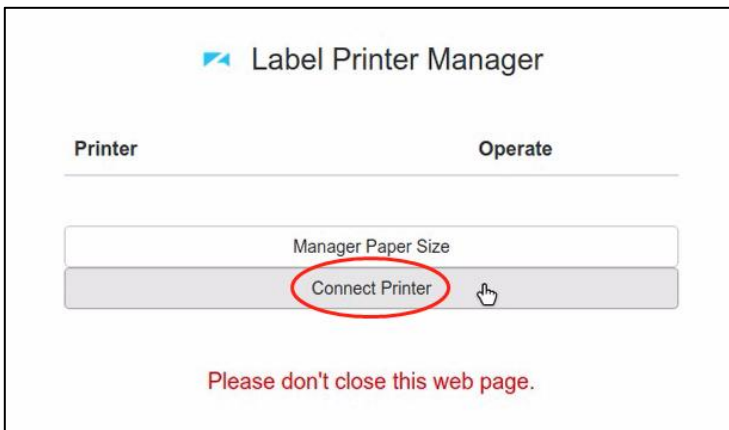 Label Printer Manager
Printer Operate
Manager Paper Size
Connect Printer
Please don't close this web page.